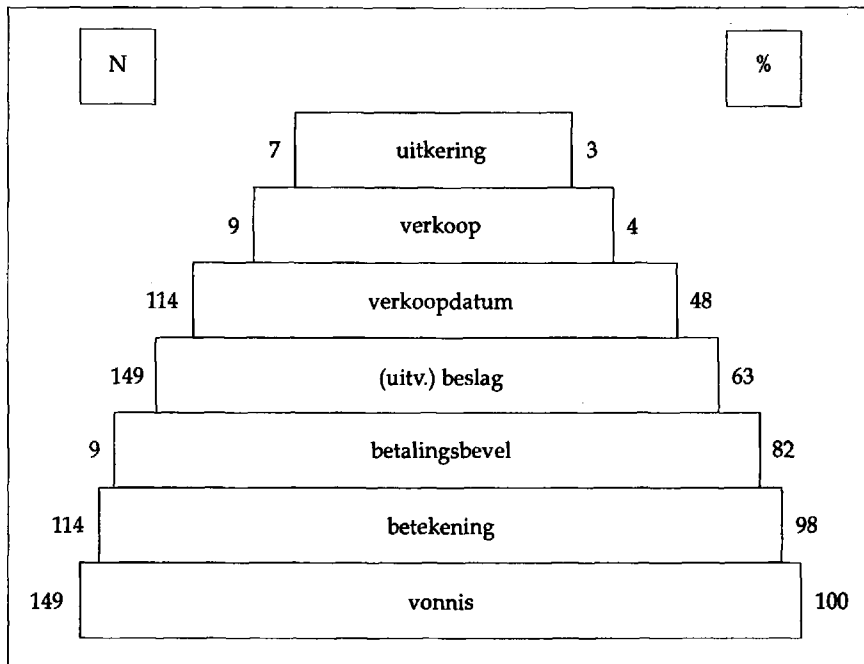 N %
7 uitkering 3
9 verkoop 4
114 verkoopdatum 48
149 (uitv.) beslag 63
9 betalingsbevel 82
114 betekening 98
149 vonnis 100